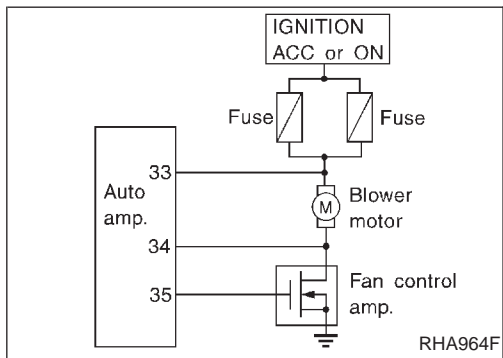 IGNITION
ACC or ON
Fuse
Fuse
33
Auto
amp.
M
Blower
motor
34
35
Fan control
amp.
RHA964F